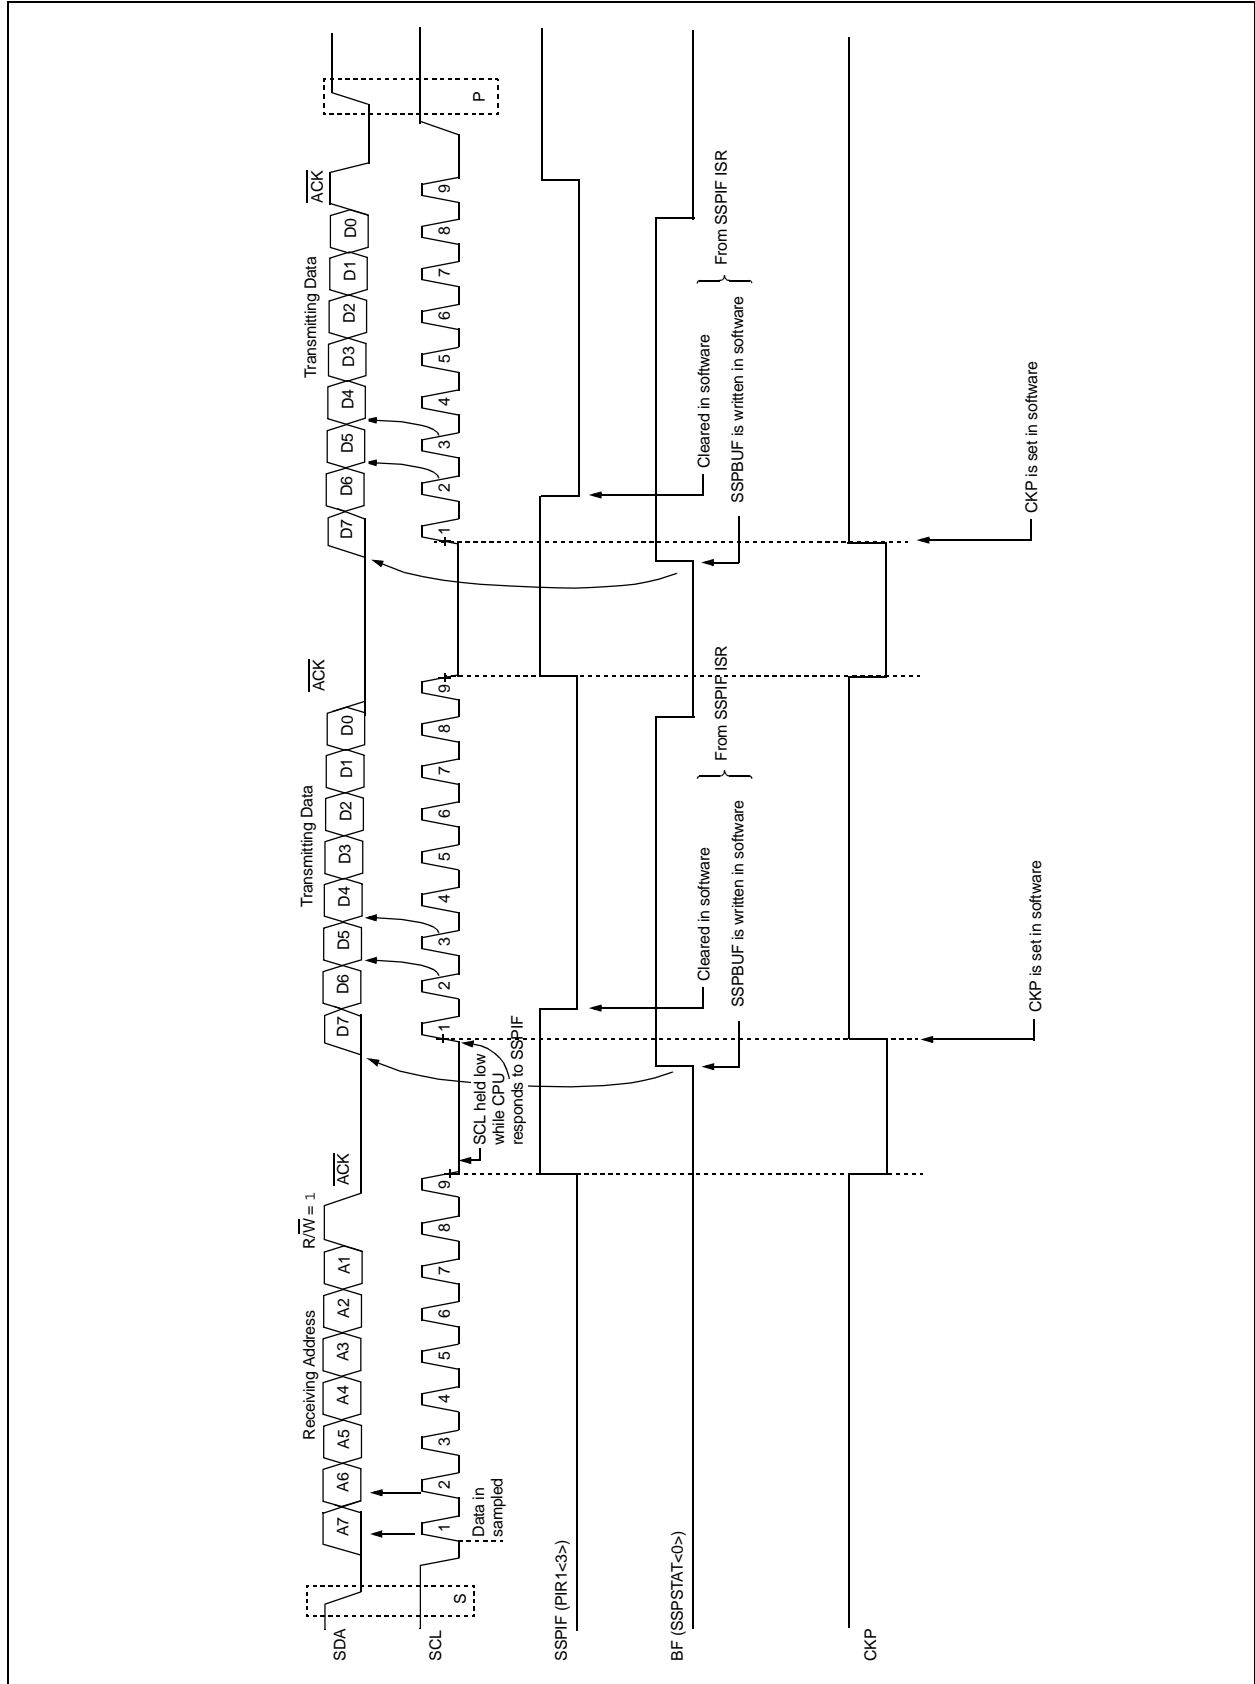 SDA
S
Receiving Address
A7
A6
A5
A4
A3
A2
A1
R/W = 1
ACK
Transmitting Data
D7
D6
D5
D4
D3
D2
D1
D0
ACK
Transmitting Data
D7
D6
D5
D4
D3
D2
D1
D0
ACK
P
SCL
1
2
3
4
5
6
7
8
9
1
2
3
4
5
6
7
8
9
1
2
3
4
5
6
7
8
9
Data in
sampled
SCL held low
while CPU
responds to SSPIF
SSPIF (PIR1<3>)
BF (SSPSTAT<0>)
Cleared in software
SSPBUF is written in software
From SSPIF ISR
Cleared in software
SSPBUF is written in software
From SSPIF ISR
CKP
CKP is set in software
CKP is set in software